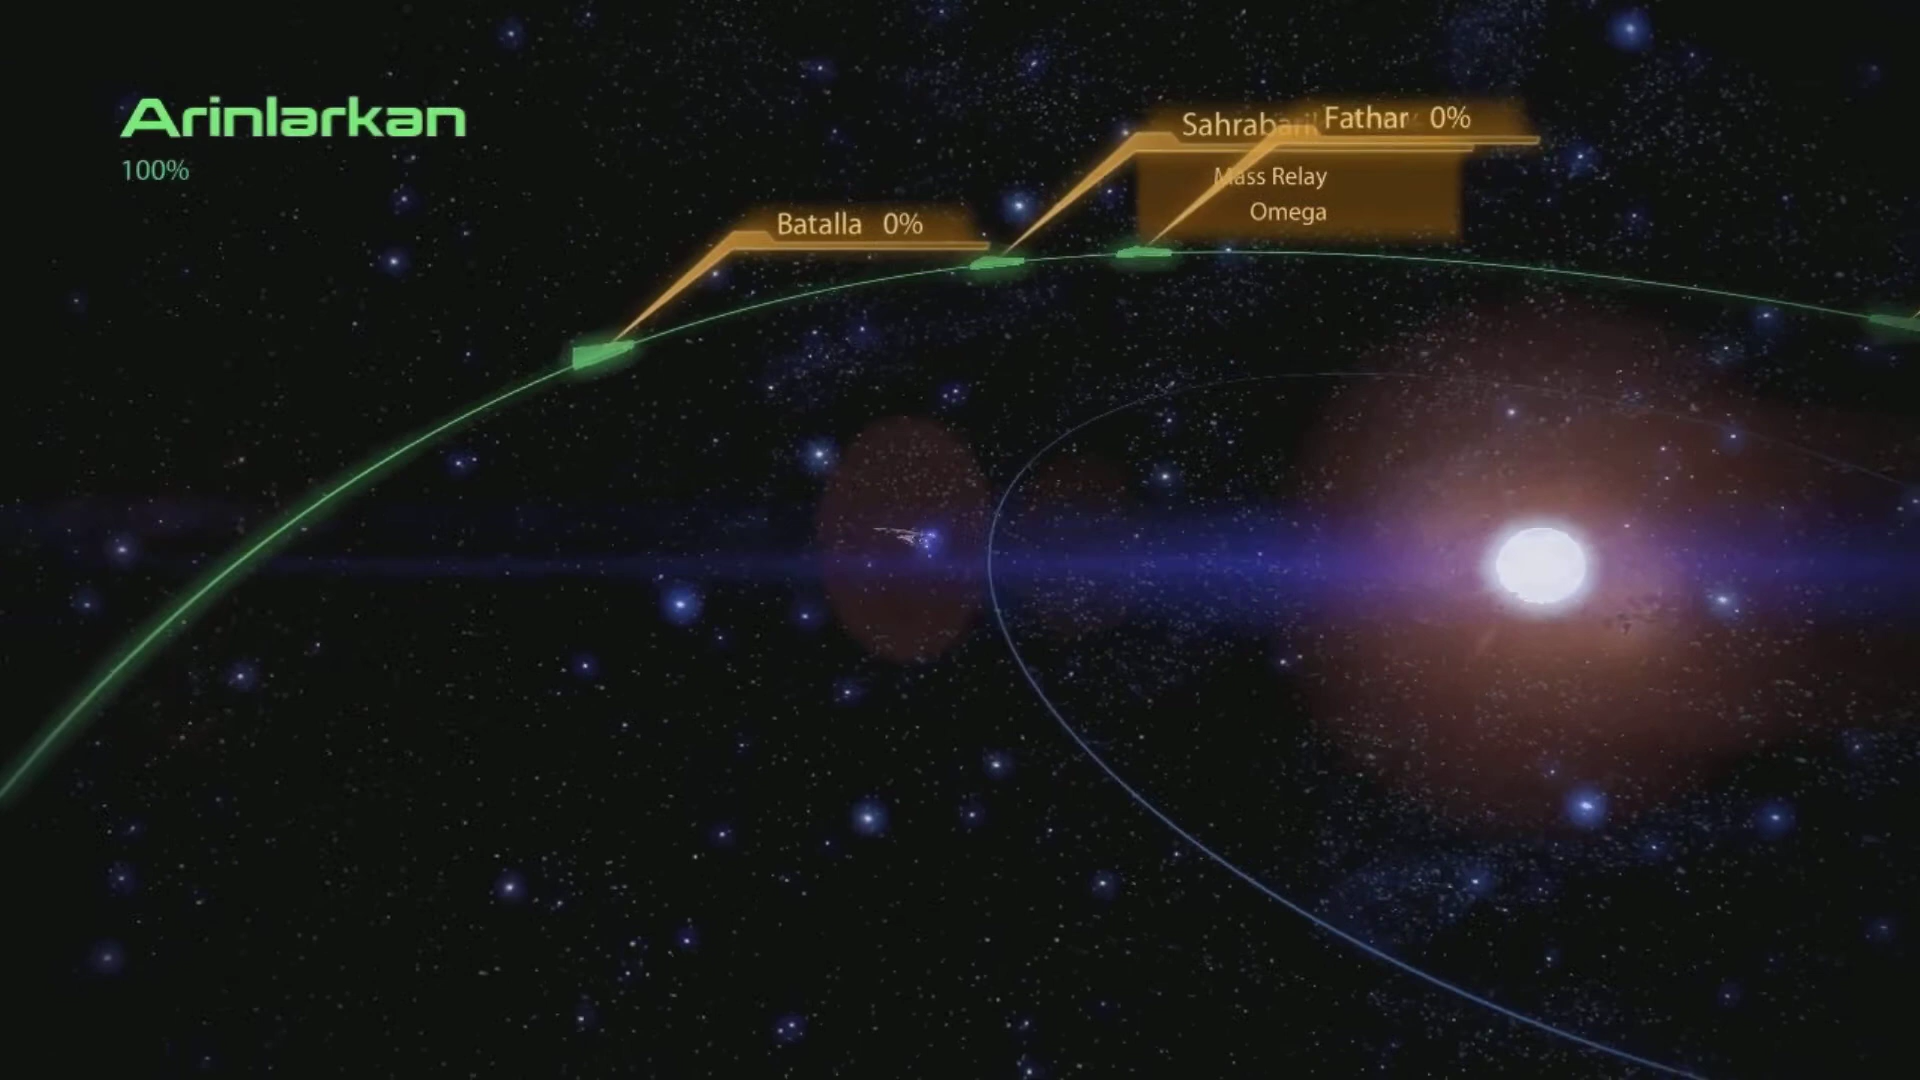 Arinlarkan
100%
Batalla 0%
Fathar 0%
Mass Relay
Omega